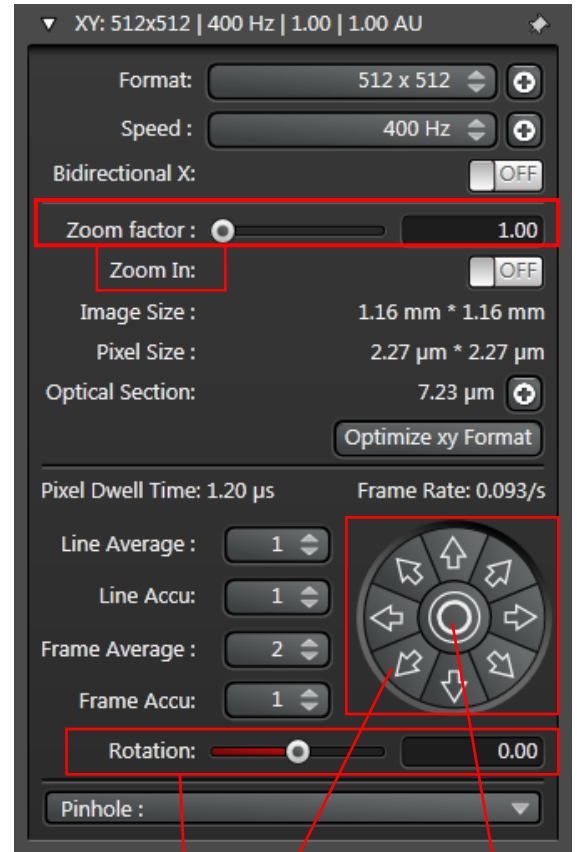 XY: 512x512 | 400 Hz | 1.00 | 1.00 AU
Format: 512 x 512
Speed : 400 Hz
Bidirectional X: OFF
Zoom factor : 1.00
Zoom In: OFF
Image Size : 1.16 mm * 1.16 mm
Pixel Size : 2.27 µm * 2.27 µm
Optical Section: 7.23 µm
Optimize xy Format
Pixel Dwell Time: 1.20 µs Frame Rate: 0.093/s
Line Average : 1
Line Accu: 1
Frame Average : 2
Frame Accu: 1
Rotation: 0.00
Pinhole :